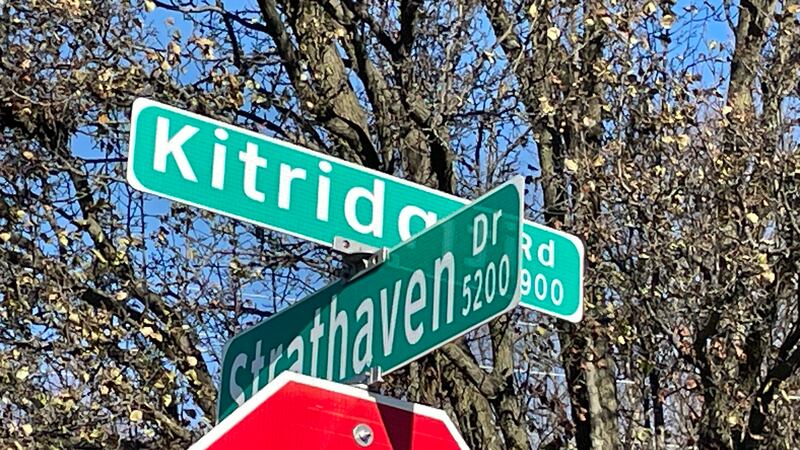 Kitridg Rd
900
Strathaven Dr
5200